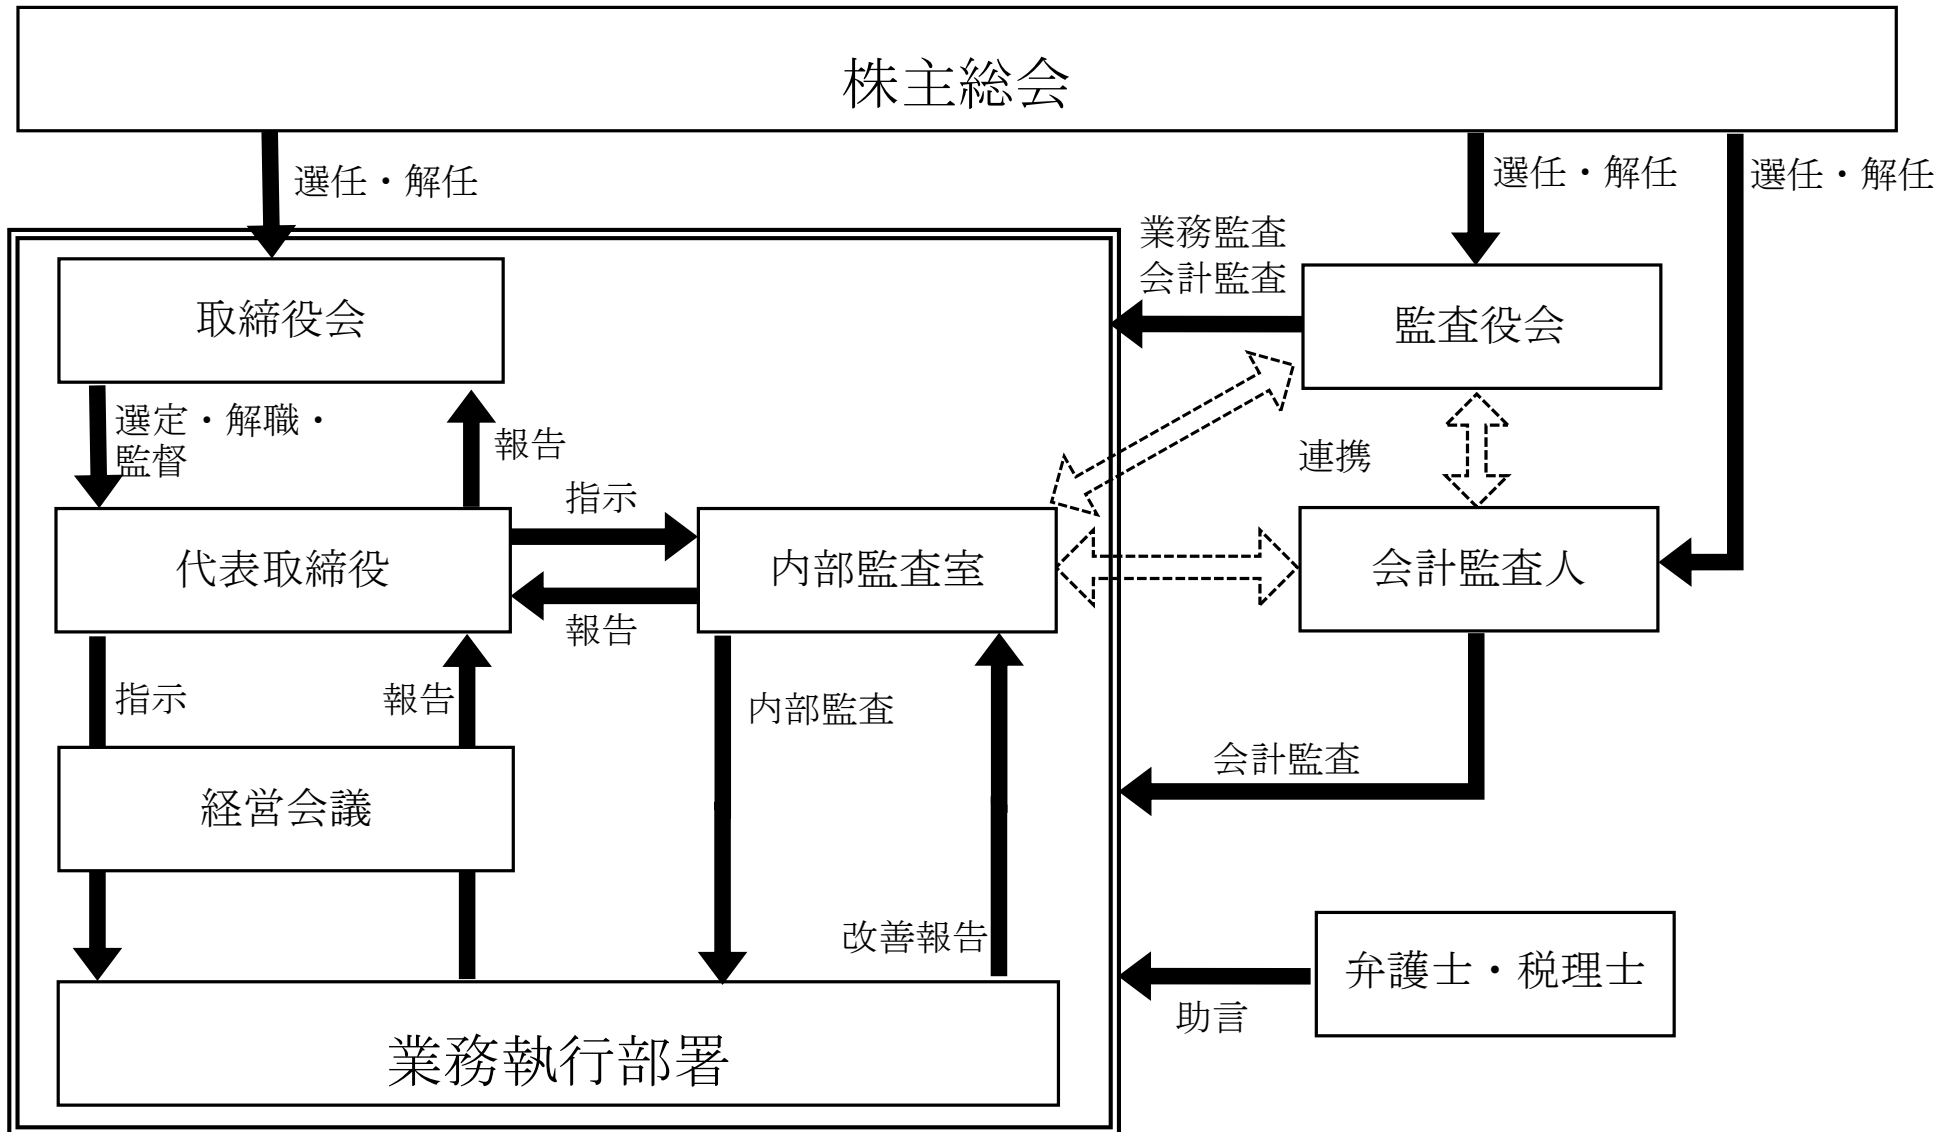 株主総会
選任・解任
選任・解任
選任・解任
業務監査
会計監査
取締役会
監査役会
選定・解職・
監督
報告
連携
指示
代表取締役
内部監査室
会計監査人
報告
指示
報告
内部監査
会計監査
経営会議
改善報告
弁護士・税理士
助言
業務執行部署